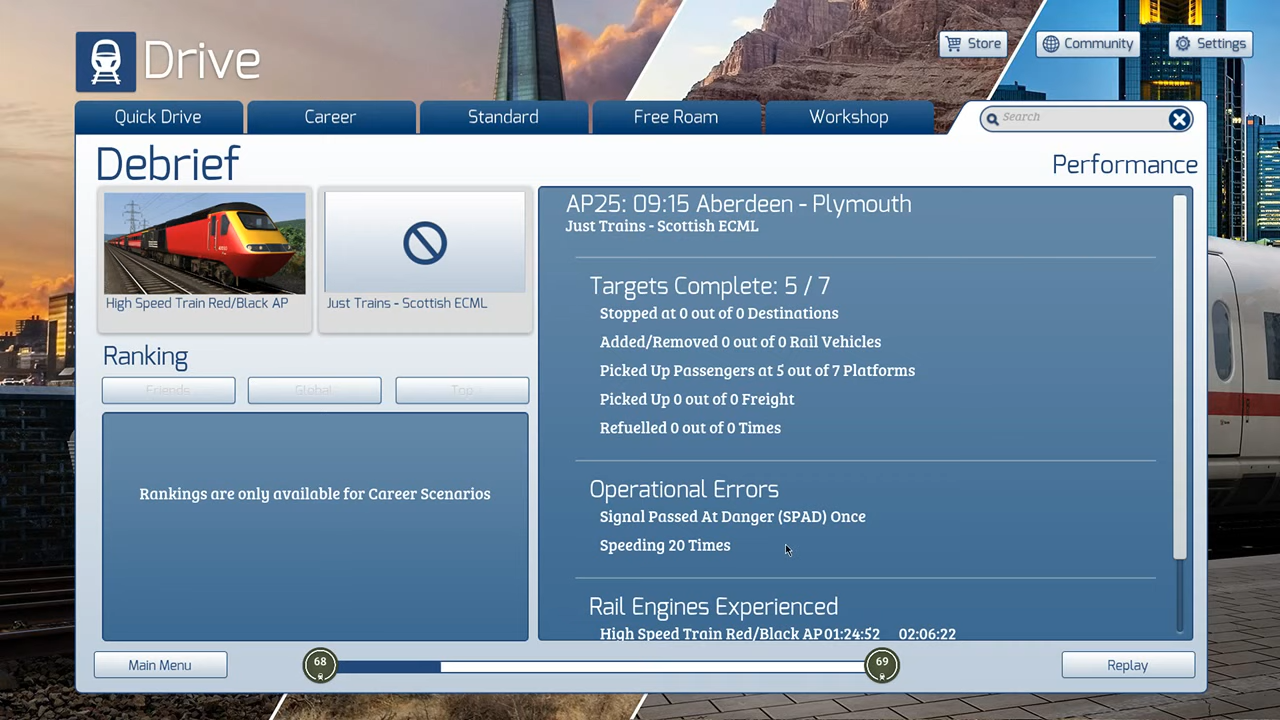 Drive
Store
Community
Settings
Quick Drive
Career
Standard
Free Roam
Workshop
Search
Debrief
Performance
High Speed Train Red/Black AP
Just Trains - Scottish ECML
Ranking
Friends
Global
Top
Rankings are only available for Career Scenarios
AP25: 09:15 Aberdeen - Plymouth
Just Trains - Scottish ECML
Targets Complete: 5 / 7
Stopped at 0 out of 0 Destinations
Added/Removed 0 out of 0 Rail Vehicles
Picked Up Passengers at 5 out of 7 Platforms
Picked Up 0 out of 0 Freight
Refuelled 0 out of 0 Times
Operational Errors
Signal Passed At Danger (SPAD) Once
Speeding 20 Times
Rail Engines Experienced
High Speed Train Red/Black AP 01:24:52 02:06:22
Main Menu
68
69
Replay